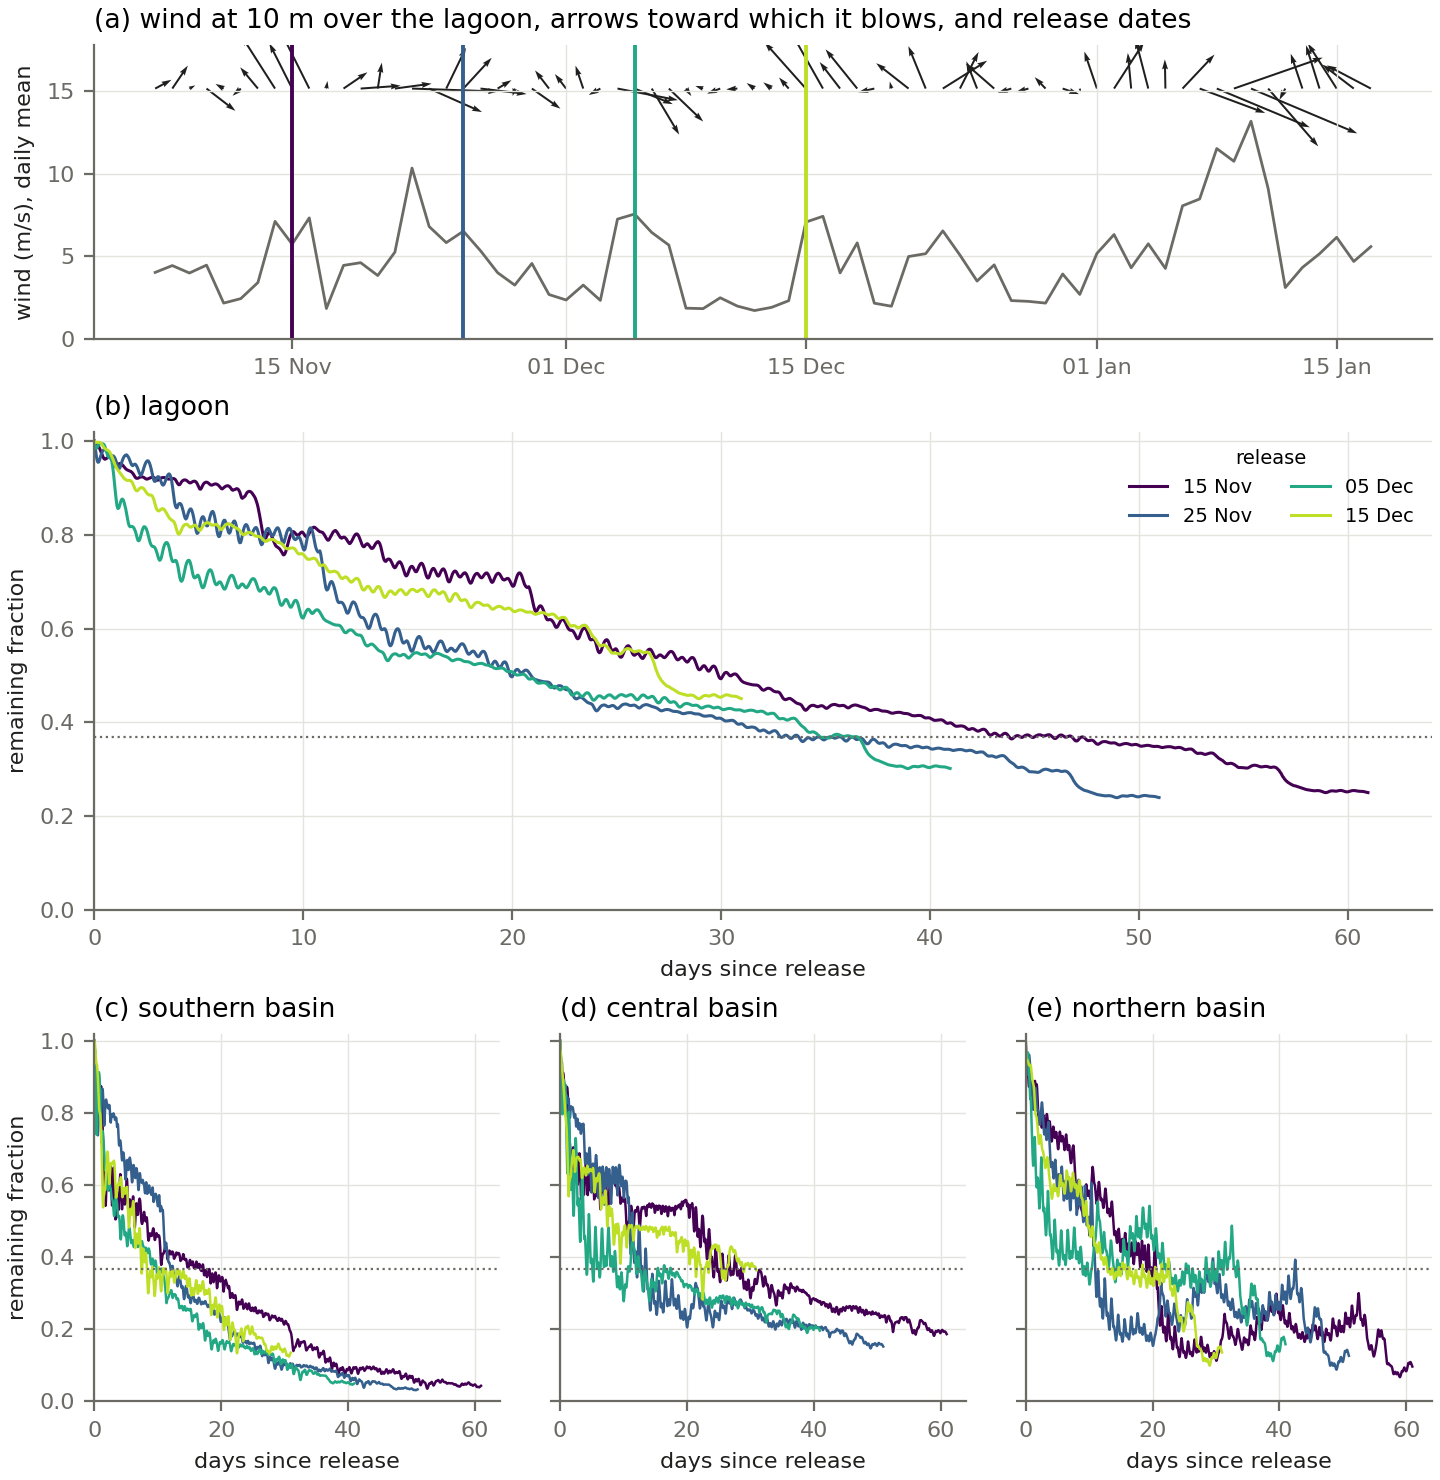 (a) wind at 10 m over the lagoon, arrows toward which it blows, and release dates
wind (m/s), daily mean
15
10
5
0
15 Nov
01 Dec
15 Dec
01 Jan
15 Jan
(b) lagoon
remaining fraction
1.0
0.8
0.6
0.4
0.2
0.0
release
15 Nov
05 Dec
25 Nov
15 Dec
0
10
20
30
40
50
60
days since release
(c) southern basin
(d) central basin
(e) northern basin
remaining fraction
1.0
0.8
0.6
0.4
0.2
0.0
0
20
40
60
0
20
40
60
0
20
40
60
days since release
days since release
days since release